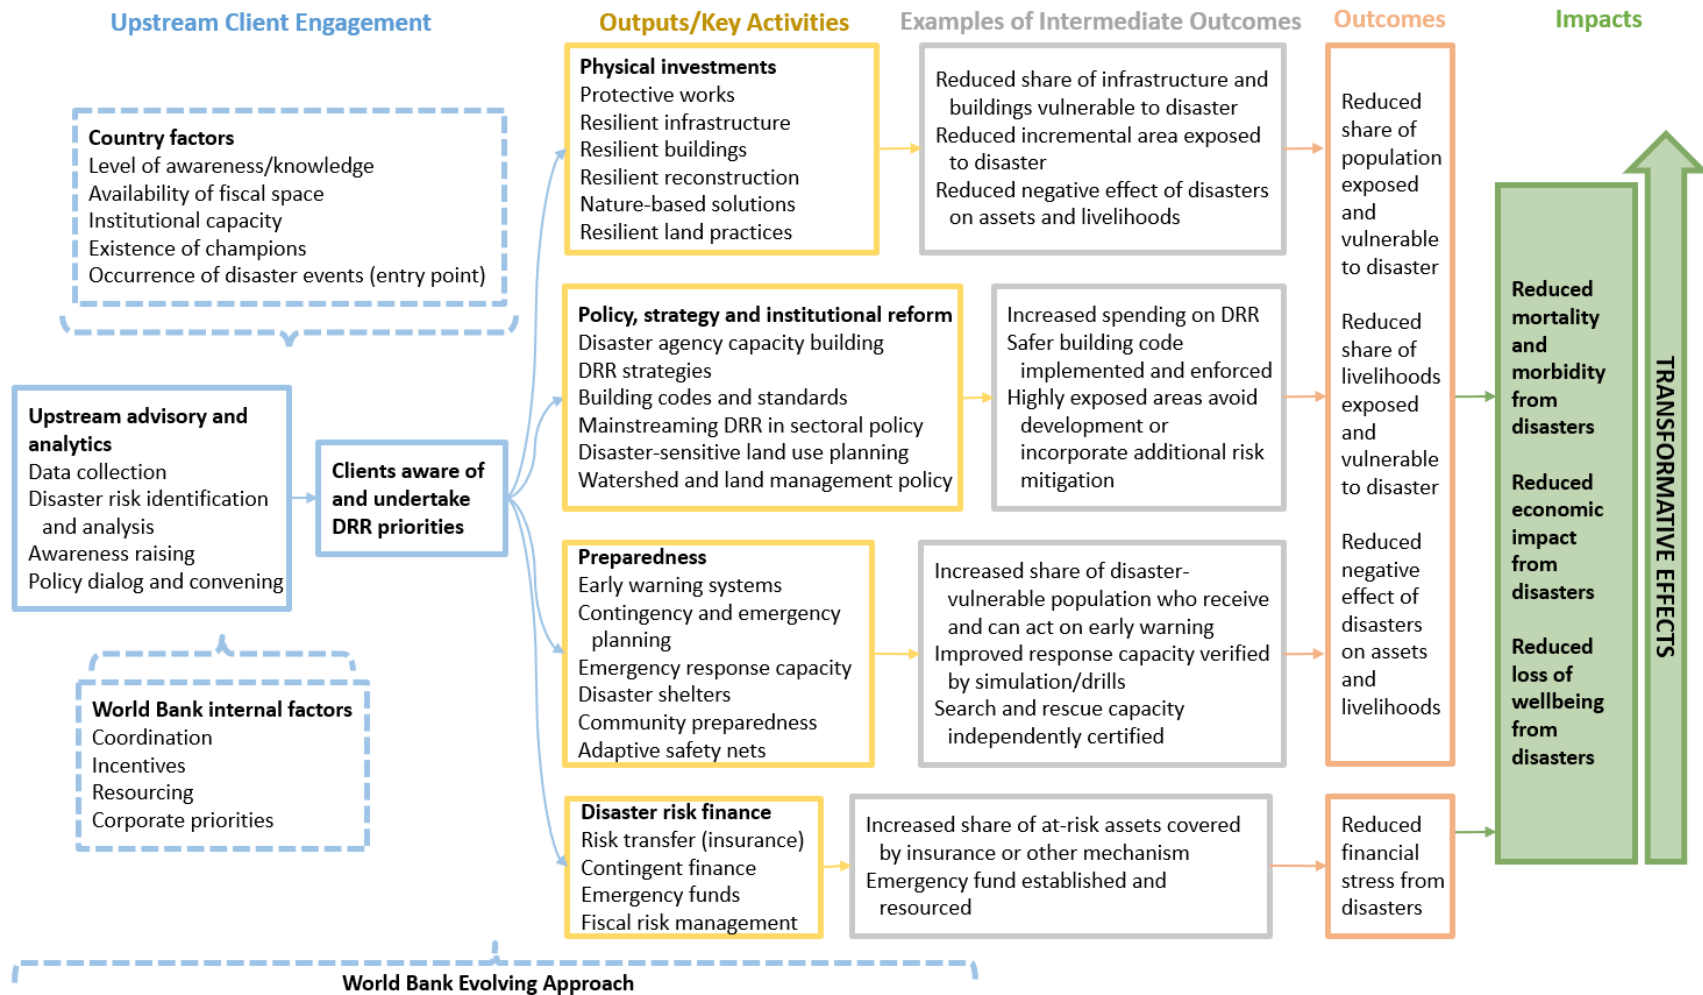 Upstream Client Engagement
Outputs/Key Activities
Examples of Intermediate Outcomes
Outcomes
Impacts
Country factors
Level of awareness/knowledge
Availability of fiscal space
Institutional capacity
Existence of champions
Occurrence of disaster events (entry point)
Upstream advisory and
analytics
Data collection
Disaster risk identification
and analysis
Awareness raising
Policy dialog and convening
World Bank internal factors
Coordination
Incentives
Resourcing
Corporate priorities
Clients aware of
and undertake
DRR priorities
Physical investments
Protective works
Resilient infrastructure
Resilient buildings
Resilient reconstruction
Nature-based solutions
Resilient land practices
Reduced share of infrastructure and
buildings vulnerable to disaster
Reduced incremental area exposed
to disaster
Reduced negative effect of disasters
on assets and livelihoods
Policy, strategy and institutional reform
Disaster agency capacity building
DRR strategies
Building codes and standards
Mainstreaming DRR in sectoral policy
Disaster-sensitive land use planning
Watershed and land management policy
Increased spending on DRR
Safer building code
implemented and enforced
Highly exposed areas avoid
development or
incorporate additional risk
mitigation
Preparedness
Early warning systems
Contingency and emergency
planning
Emergency response capacity
Disaster shelters
Community preparedness
Adaptive safety nets
Increased share of disaster-
vulnerable population who receive
and can act on early warning
Improved response capacity verified
by simulation/drills
Search and rescue capacity
independently certified
Disaster risk finance
Risk transfer (insurance)
Contingent finance
Emergency funds
Fiscal risk management
Increased share of at-risk assets covered
by insurance or other mechanism
Emergency fund established and
resourced
Reduced
share of
population
exposed
and
vulnerable
to disaster
Reduced
share of
livelihoods
exposed
and
vulnerable
to disaster
Reduced
negative
effect of
disasters
on assets
and
livelihoods
Reduced
financial
stress from
disasters
Reduced
mortality
and
morbidity
from
disasters
Reduced
economic
impact
from
disasters
Reduced
loss of
wellbeing
from
disasters
TRANSFORMATIVE EFFECTS
World Bank Evolving Approach